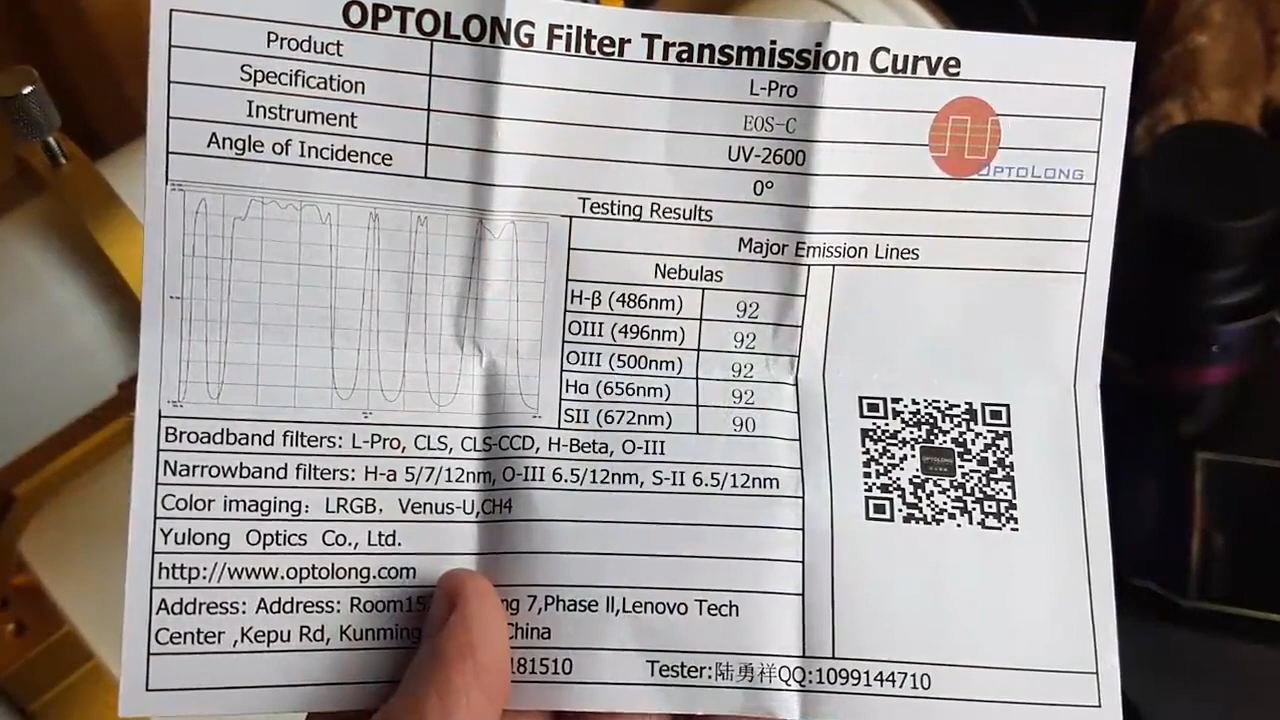 OPTOLONG Filter Transmission Curve
Product L-Pro
Specification EOS-C
Instrument UV-2600
Angle of Incidence 0°
OPTOLONG
Testing Results
Major Emission Lines
Nebulas
H-β (486nm) 92
OIII (496nm) 92
OIII (500nm) 92
Hα (656nm) 92
SII (672nm) 90
Broadband filters: L-Pro, CLS, CLS-CCD, H-Beta, O-III
Narrowband filters: H-a 5/7/12nm, O-III 6.5/12nm, S-II 6.5/12nm
Color imaging: LRGB, Venus-U,CH4
Yulong Optics Co., Ltd.
http://www.optolong.com
Address: Address: Room15 ng 7,Phase II,Lenovo Tech
Center ,Kepu Rd, Kunming China
181510 Tester:陆勇祥QQ:1099144710